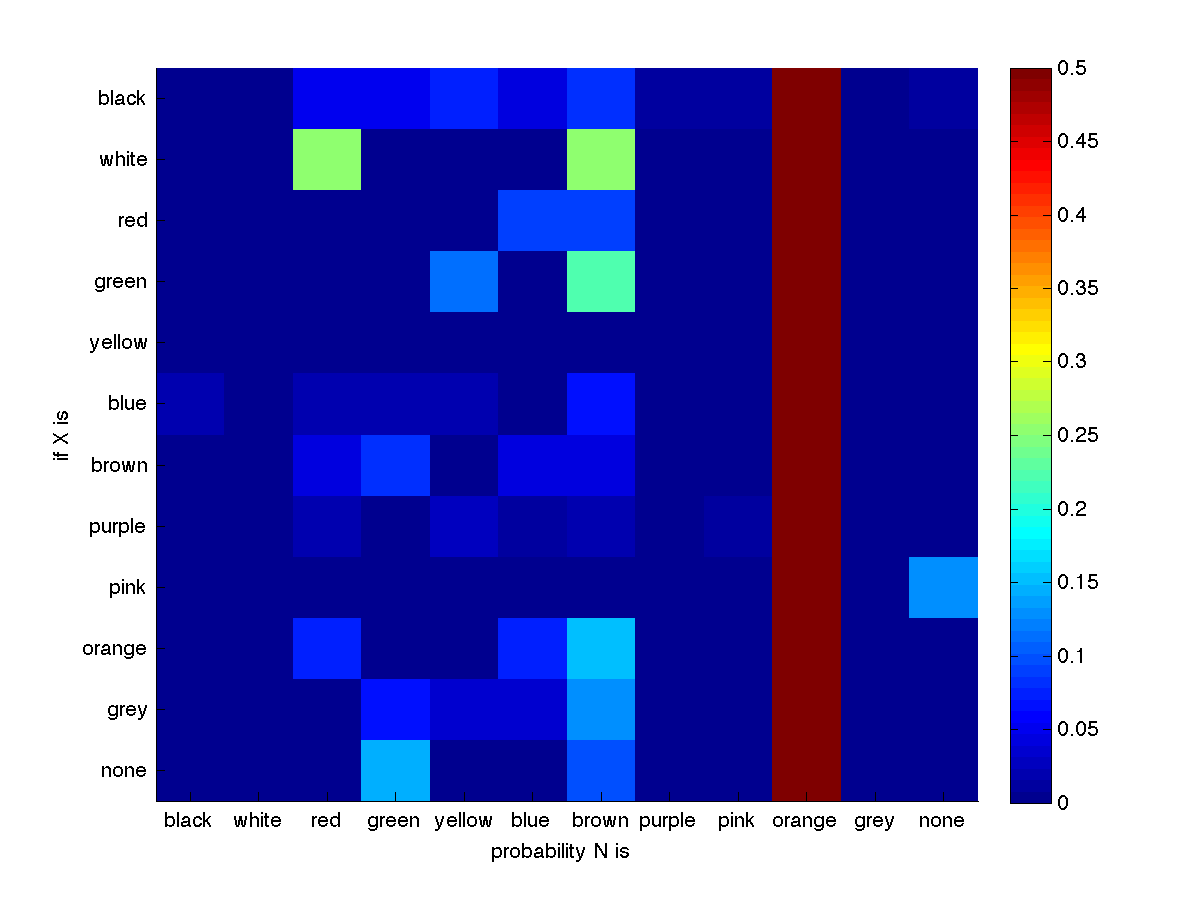 black
white
red
green
yellow
blue
brown
purple
pink
orange
grey
none
if X is
black white red green yellow blue brown purple pink orange grey none
probability N is
0.5
0.45
0.4
0.35
0.3
0.25
0.2
0.15
0.1
0.05
0